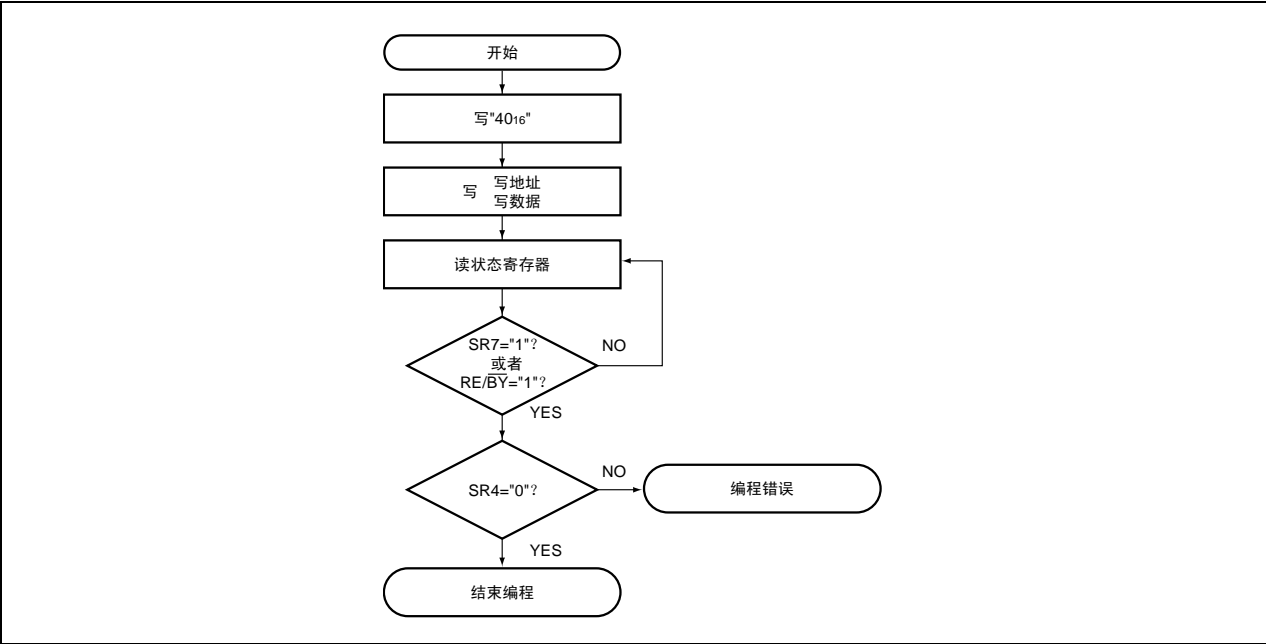 开始
写"40₁₆"
写 写地址
写数据
读状态寄存器
SR7="1"?
或者
RE/B̅Y̅="1"?
NO
YES
SR4="0"?
NO
编程错误
YES
结束编程